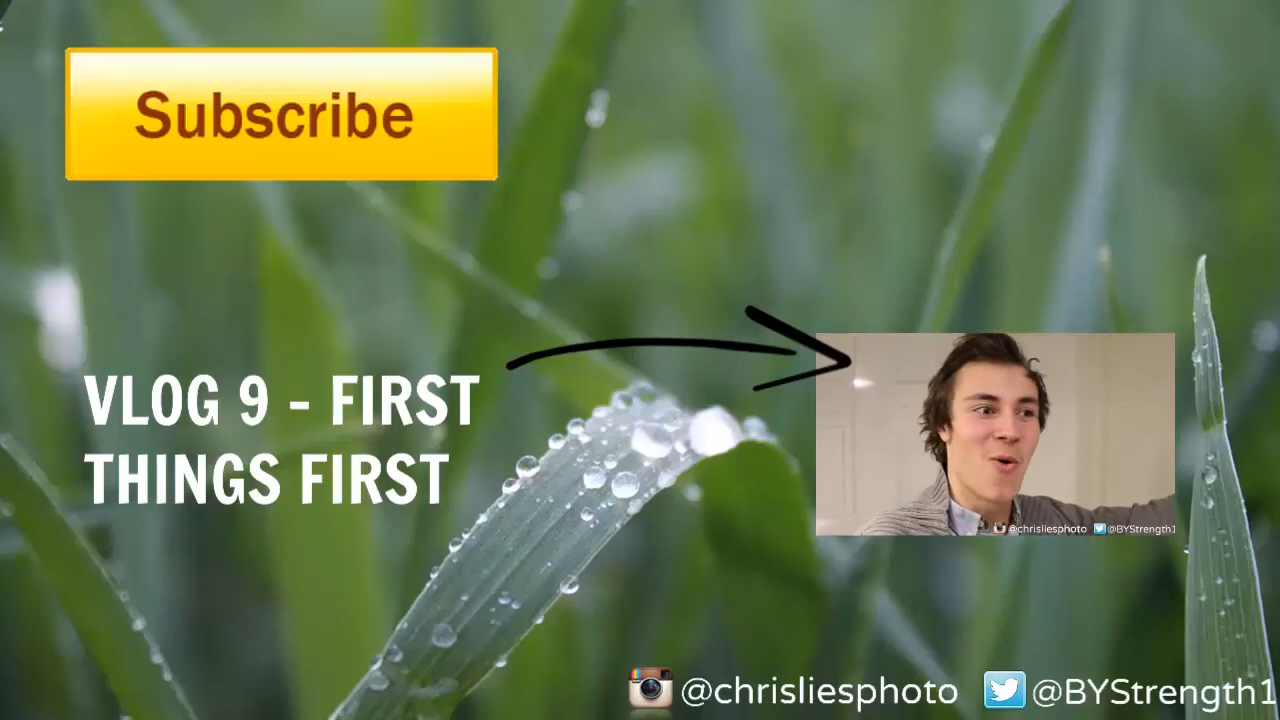 Subscribe
VLOG 9 - FIRST
THINGS FIRST
@chrisliesphoto @BYStrength1
@chrisliesphoto @BYStrength1